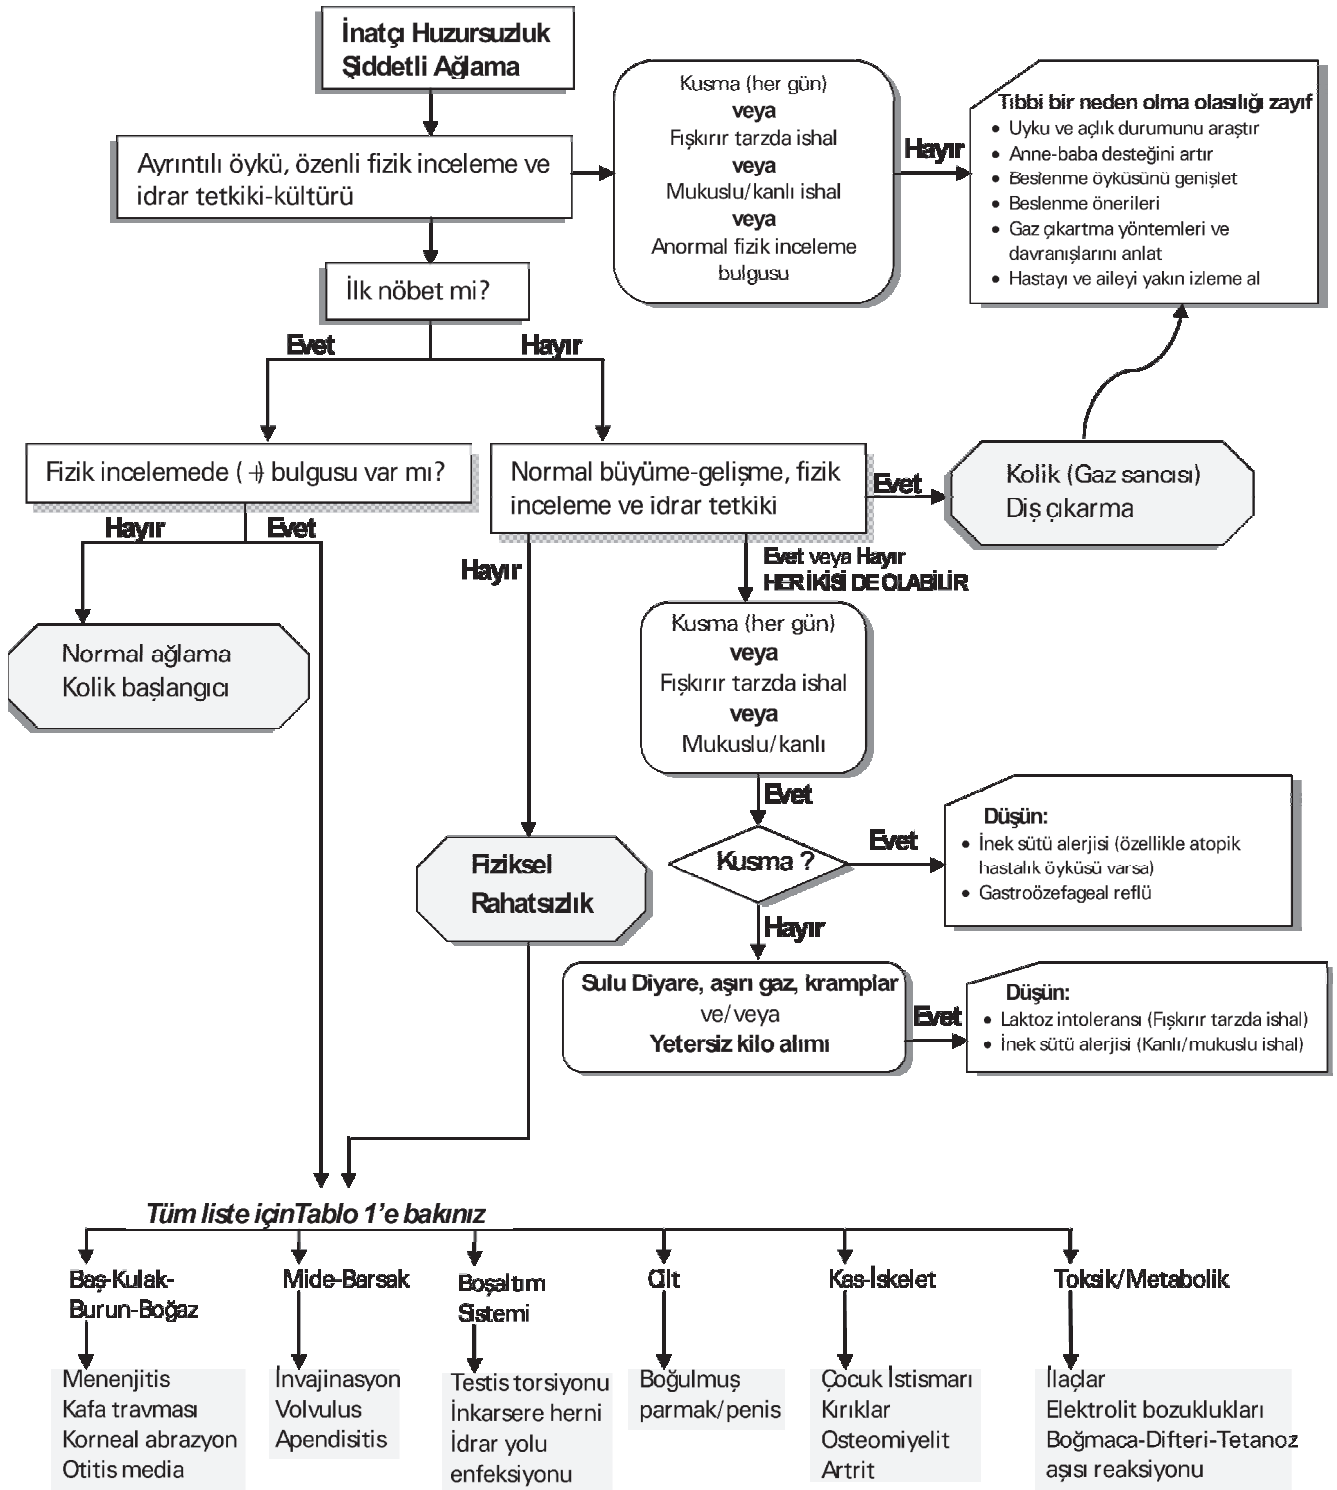 İnatçı Huzursuzluk
Şiddetli Ağlama
Ayrıntılı öykü, özenli fizik inceleme ve
idrar tetkiki-kültürü
Kusma (her gün)
veya
Fışkırır tarzda ishal
veya
Mukuslu/kanlı ishal
veya
Anormal fizik inceleme
bulgusu
Hayır
Tıbbi bir neden olma olasılığı zayıf
• Uyku ve açlık durumunu araştır
• Anne-baba desteğini artır
• Beslenme öyküsünü genişlet
• Beslenme önerileri
• Gaz çıkartma yöntemleri ve
davranışlarını anlat
• Hastayı ve aileyi yakın izleme al
İlk nöbet mi?
Evet
Hayır
Fizik incelemede (+) bulgusu var mı?
Hayır
Evet
Normal ağlama
Kolik başlangıcı
Normal büyüme-gelişme, fizik
inceleme ve idrar tetkiki
Evet
Kolik (Gaz sancısı)
Diş çıkarma
Hayır
Evet veya Hayır
HER İKİSİ DE OLABİLİR
Kusma (her gün)
veya
Fışkırır tarzda ishal
veya
Mukuslu/kanlı
Evet
Fiziksel
Rahatsızlık
Kusma ?
Evet
Düşün:
• İnek sütü alerjisi (özellikle atopik
hastalık öyküsü varsa)
• Gastroözefageal reflü
Hayır
Sulu Diyare, aşırı gaz, kramplar
ve/veya
Yetersiz kilo alımı
Evet
Düşün:
• Laktoz intoleransı (Fışkırır tarzda ishal)
• İnek sütü alerjisi (Kanlı/mukuslu ishal)
Tüm liste içinTablo 1'e bakınız
Baş-Kulak-
Burun-Boğaz
Menenjitis
Kafa travması
Korneal abrazyon
Otitis media
Mide-Barsak
İnvajinasyon
Volvulus
Apendisitis
Boşaltım
Sistemi
Testis torsiyonu
İnkarsere herni
İdrar yolu
enfeksiyonu
Cilt
Boğulmuş
parmak/penis
Kas-İskelet
Çocuk İstismarı
Kırıklar
Osteomiyelit
Artrit
Toksik/Metabolik
İlaçlar
Elektrolit bozuklukları
Boğmaca-Difteri-Tetanoz
aşısı reaksiyonu